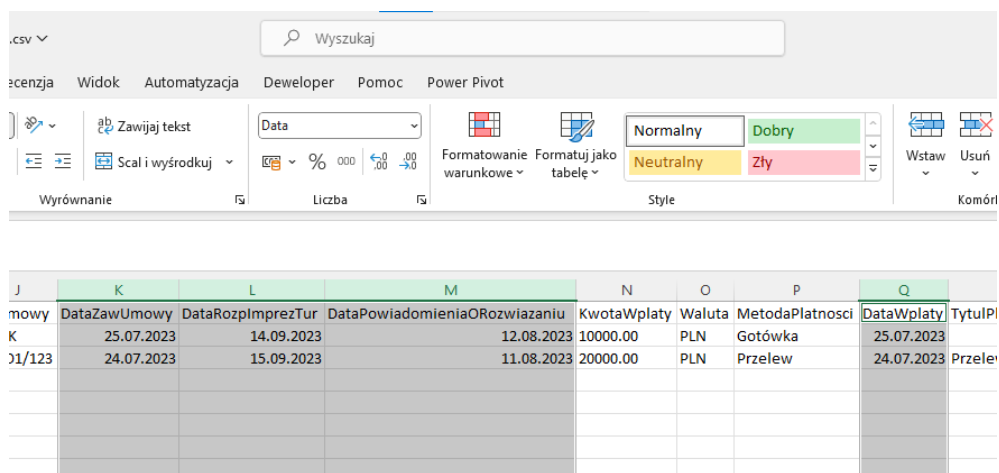 .csv
Wyszukaj
ecenzja Widok Automatyzacja Deweloper Pomoc Power Pivot
Zawijaj tekst Data Normalny Dobry
Scal i wyśrodkuj % 000 Formatowanie warunkowe Formatuj jako tabelę Neutralny Zły Wstaw Usuń
Wyrównanie Liczba Style Komórk
J K L M N O P Q
mowy DataZawUmowy DataRozpImprezTur DataPowiadomieniaORozwiazaniu KwotaWplaty Waluta MetodaPlatnosci DataWplaty TytulPl
K 25.07.2023 14.09.2023 12.08.2023 10000.00 PLN Gotówka 25.07.2023
01/123 24.07.2023 15.09.2023 11.08.2023 20000.00 PLN Przelew 24.07.2023 Przelew